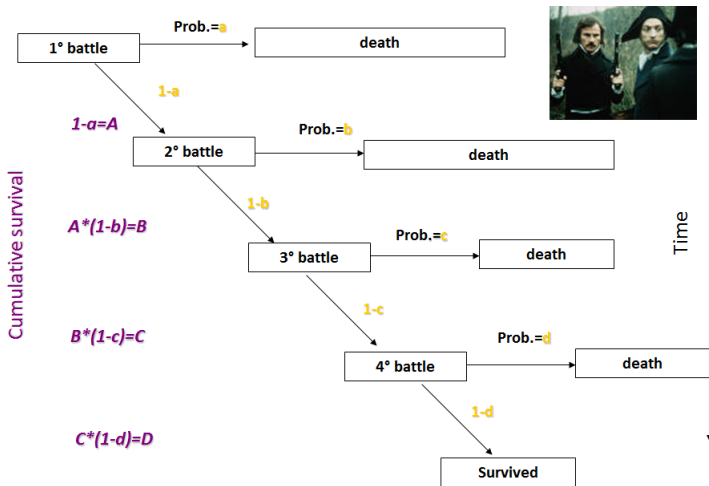 Prob.=a
1° battle
death
1-a
1-a=A
Prob.=b
2° battle
death
1-b
A*(1-b)=B
Prob.=c
3° battle
death
1-c
B*(1-c)=C
Prob.=d
4° battle
death
1-d
C*(1-d)=D
Survived
Cumulative survival
Time